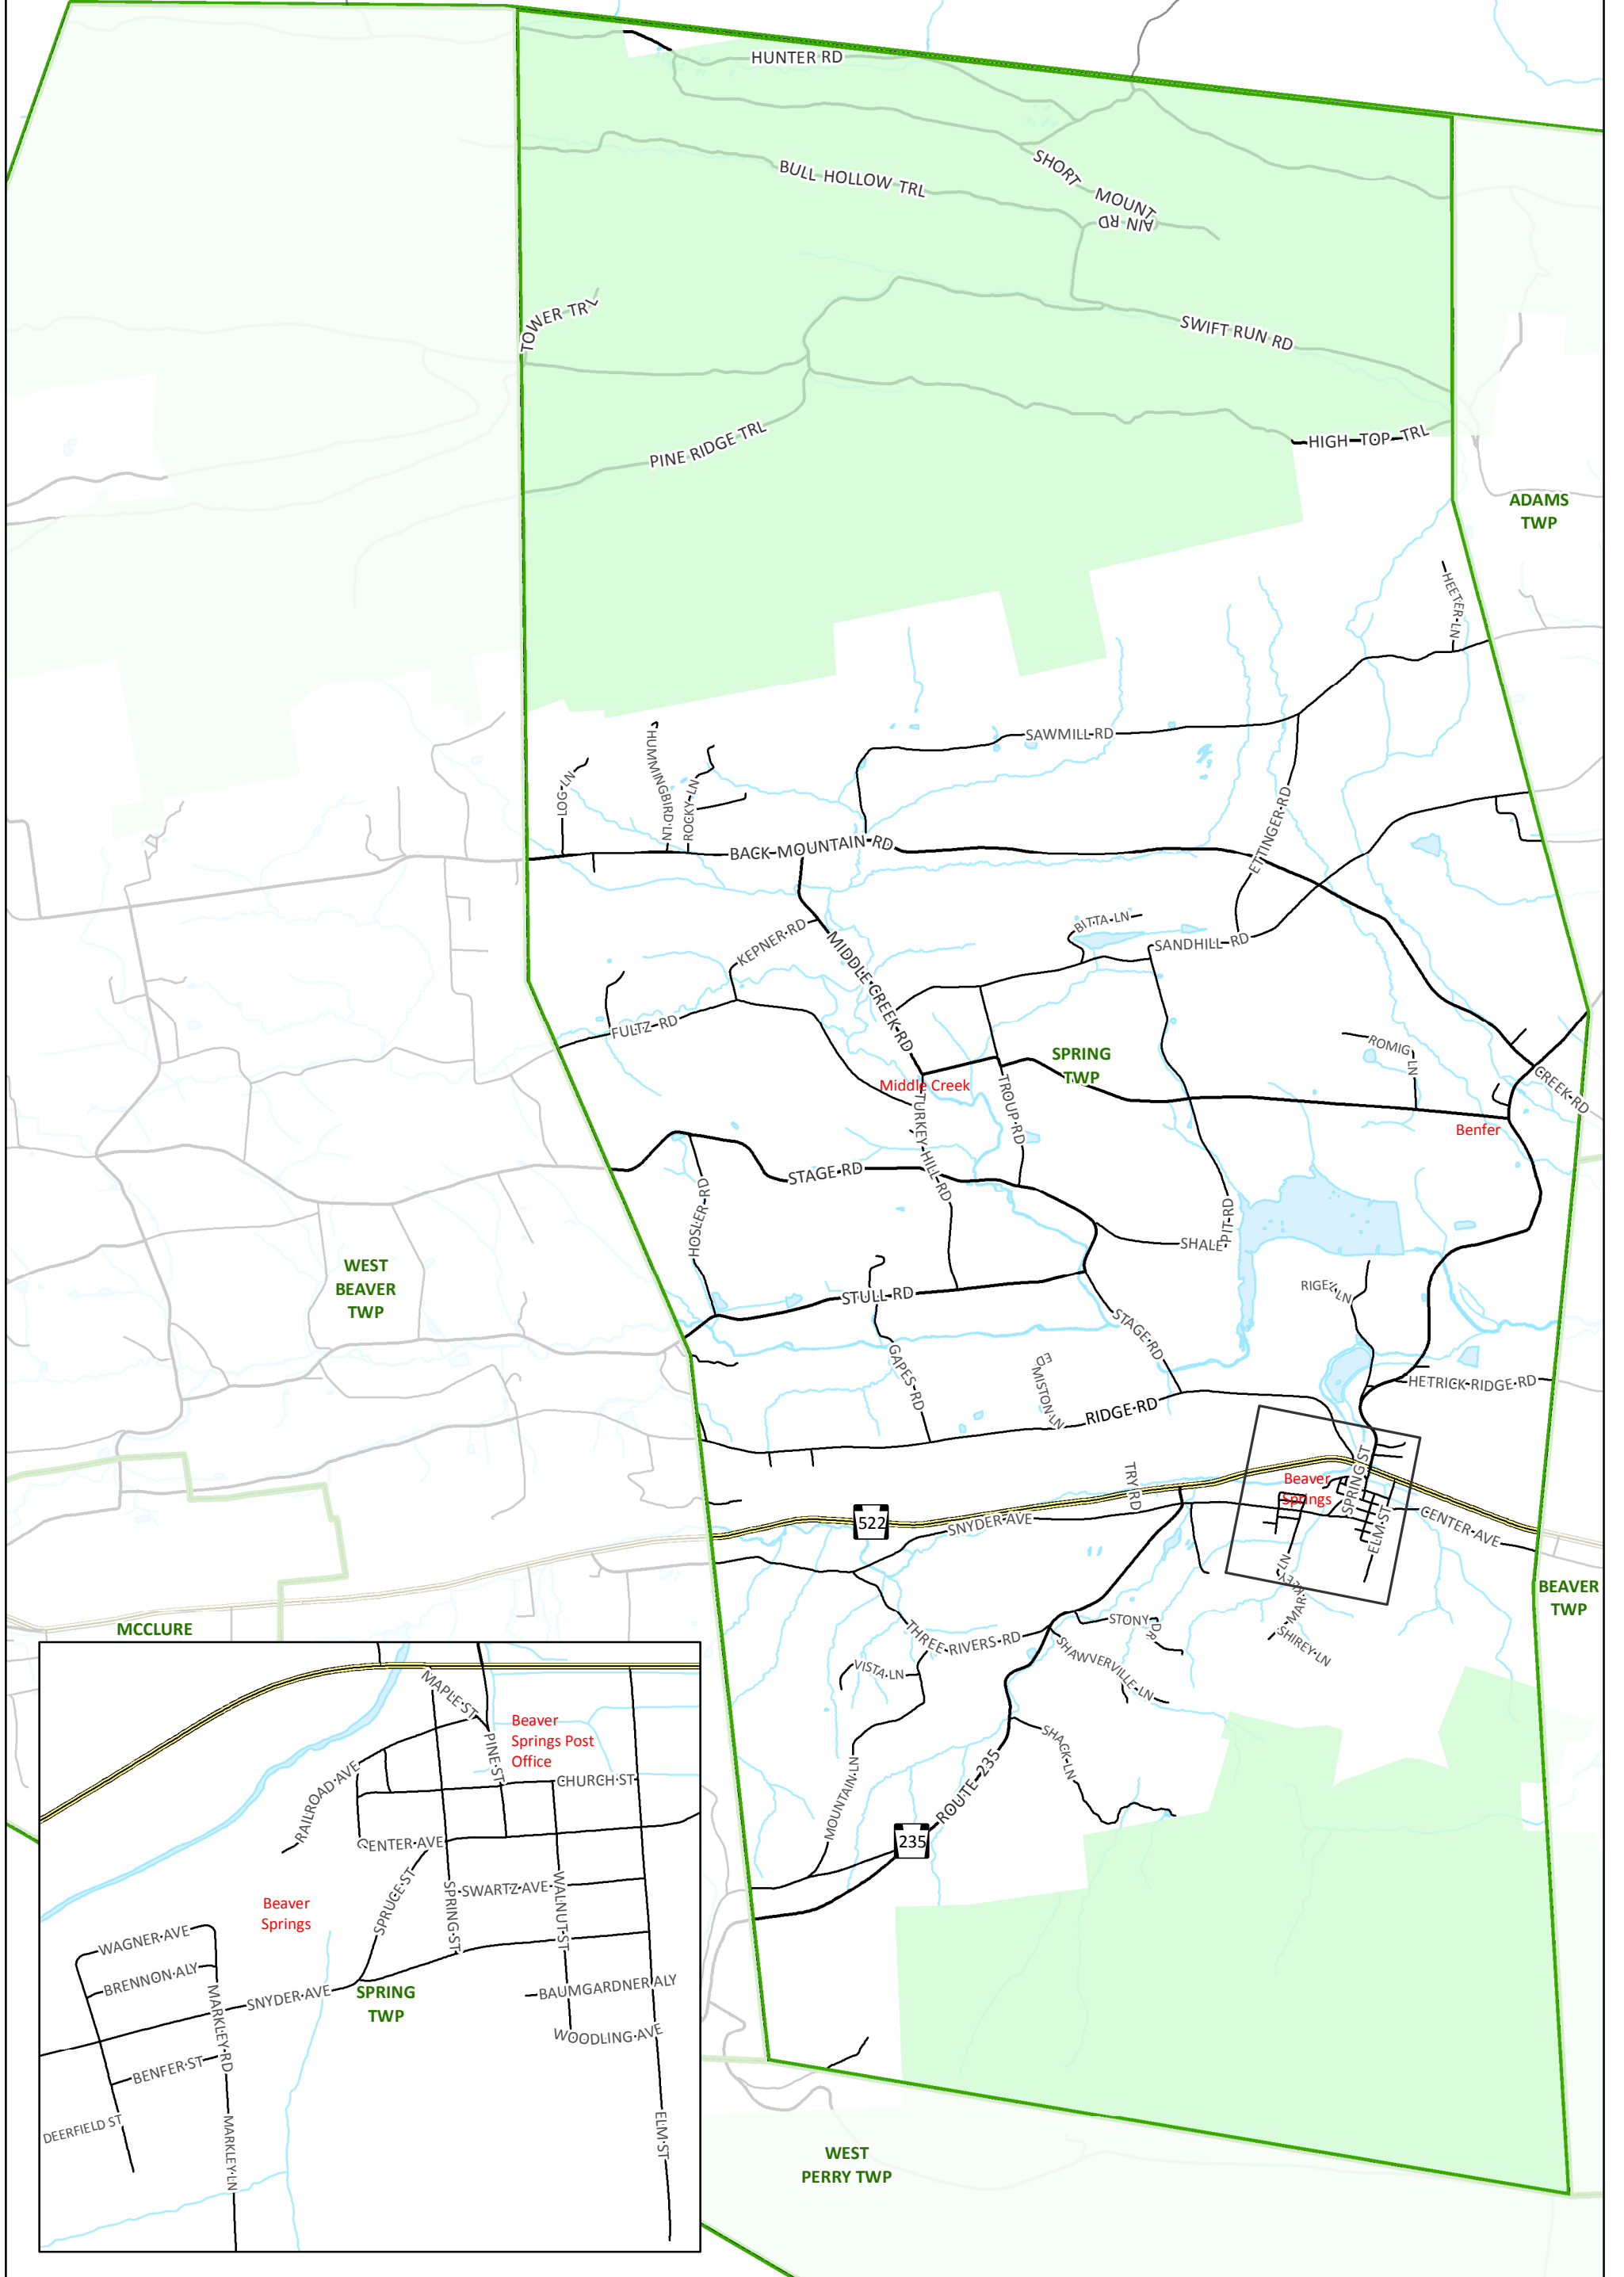 HUNTER RD
SHORT MOUNT
AIN RD
BULL HOLLOW TRL
TOWER TRL
SWIFT RUN RD
PINE RIDGE TRL
HIGH TOP TRL
ADAMS
TWP
HEETER LN
SAWMILL RD
HUMMINGBIRD LN
LOG LN
ROCKY LN
ETTINGER RD
BACK MOUNTAIN RD
BITTA LN
KEPNER RD
SANDHILL RD
MIDDLE CREEK RD
FULTZ RD
ROMIG LN
SPRING
TWP
Middle Creek
CREEK RD
TROUP RD
TURKEY HILL RD
Benfer
STAGE RD
HOSLER RD
PIT RD
SHALE
WEST
BEAVER
TWP
RIGEL LN
STULL RD
STAGE RD
GAPES RD
ED
MISTON LN
HETRICK RIDGE RD
RIDGE RD
SPRING ST
TRY RD
Beaver
Springs
522
SNYDER AVE
ELM ST
CENTER AVE
MARKLEY LN
BEAVER
TWP
STONY DR
MCCLURE
THREE RIVERS RD
SHIREY LN
SHAWVERVILLE LN
VISTA LN
SHACK LN
MOUNTAIN LN
ROUTE 235
235
MAPLE ST
Beaver
Springs Post
Office
PINE ST
CHURCH ST
RAILROAD AVE
CENTER AVE
SPRUCE ST
SPRING ST
SWARTZ AVE
WALNUT ST
Beaver
Springs
WAGNER AVE
BRENNON ALY
SNYDER AVE
SPRING
TWP
BAUMGARDNER ALY
MARKLEY RD
WOODLING AVE
BENFER ST
DEERFIELD ST
MARKLEY LN
ELM ST
WEST
PERRY TWP